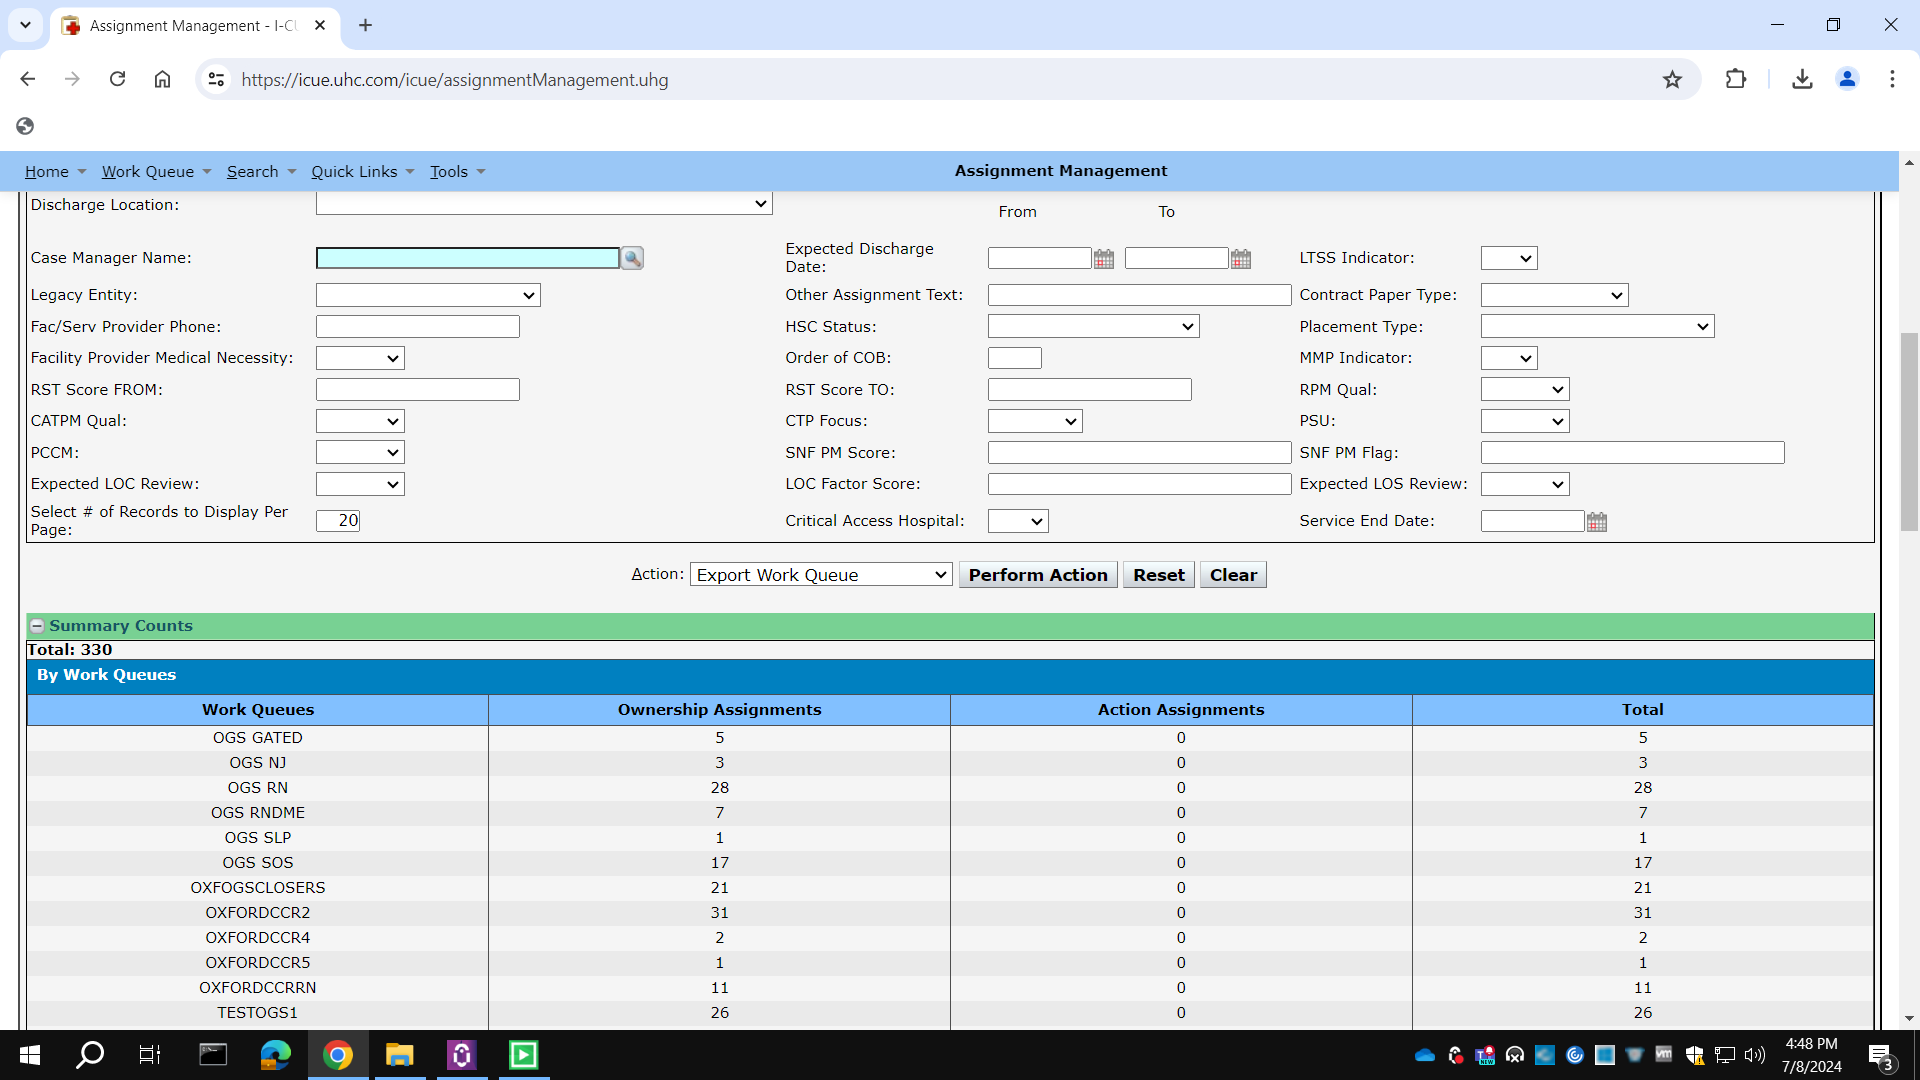 Assignment Management - I-CU
https://icue.uhc.com/icue/assignmentManagement.uhg
Home Work Queue Search Quick Links Tools Assignment Management
Discharge Location:
From To
Case Manager Name: Expected Discharge Date: LTSS Indicator:
Legacy Entity: Other Assignment Text: Contract Paper Type:
Fac/Serv Provider Phone: HSC Status: Placement Type:
Facility Provider Medical Necessity: Order of COB: MMP Indicator:
RST Score FROM: RST Score TO: RPM Qual:
CATPM Qual: CTP Focus: PSU:
PCCM: SNF PM Score: SNF PM Flag:
Expected LOC Review: LOC Factor Score: Expected LOS Review:
Select # of Records to Display Per Page: 20 Critical Access Hospital: Service End Date:
Action: Export Work Queue Perform Action Reset Clear
Summary Counts
Total: 330
By Work Queues
Work Queues Ownership Assignments Action Assignments Total
OGS GATED 5 0 5
OGS NJ 3 0 3
OGS RN 28 0 28
OGS RNDME 7 0 7
OGS SLP 1 0 1
OGS SOS 17 0 17
OXFOGSCLOSERS 21 0 21
OXFORDCCR2 31 0 31
OXFORDCCR4 2 0 2
OXFORDCCR5 1 0 1
OXFORDCCRRN 11 0 11
TESTOGS1 26 0 26
4:48 PM
7/8/2024
3